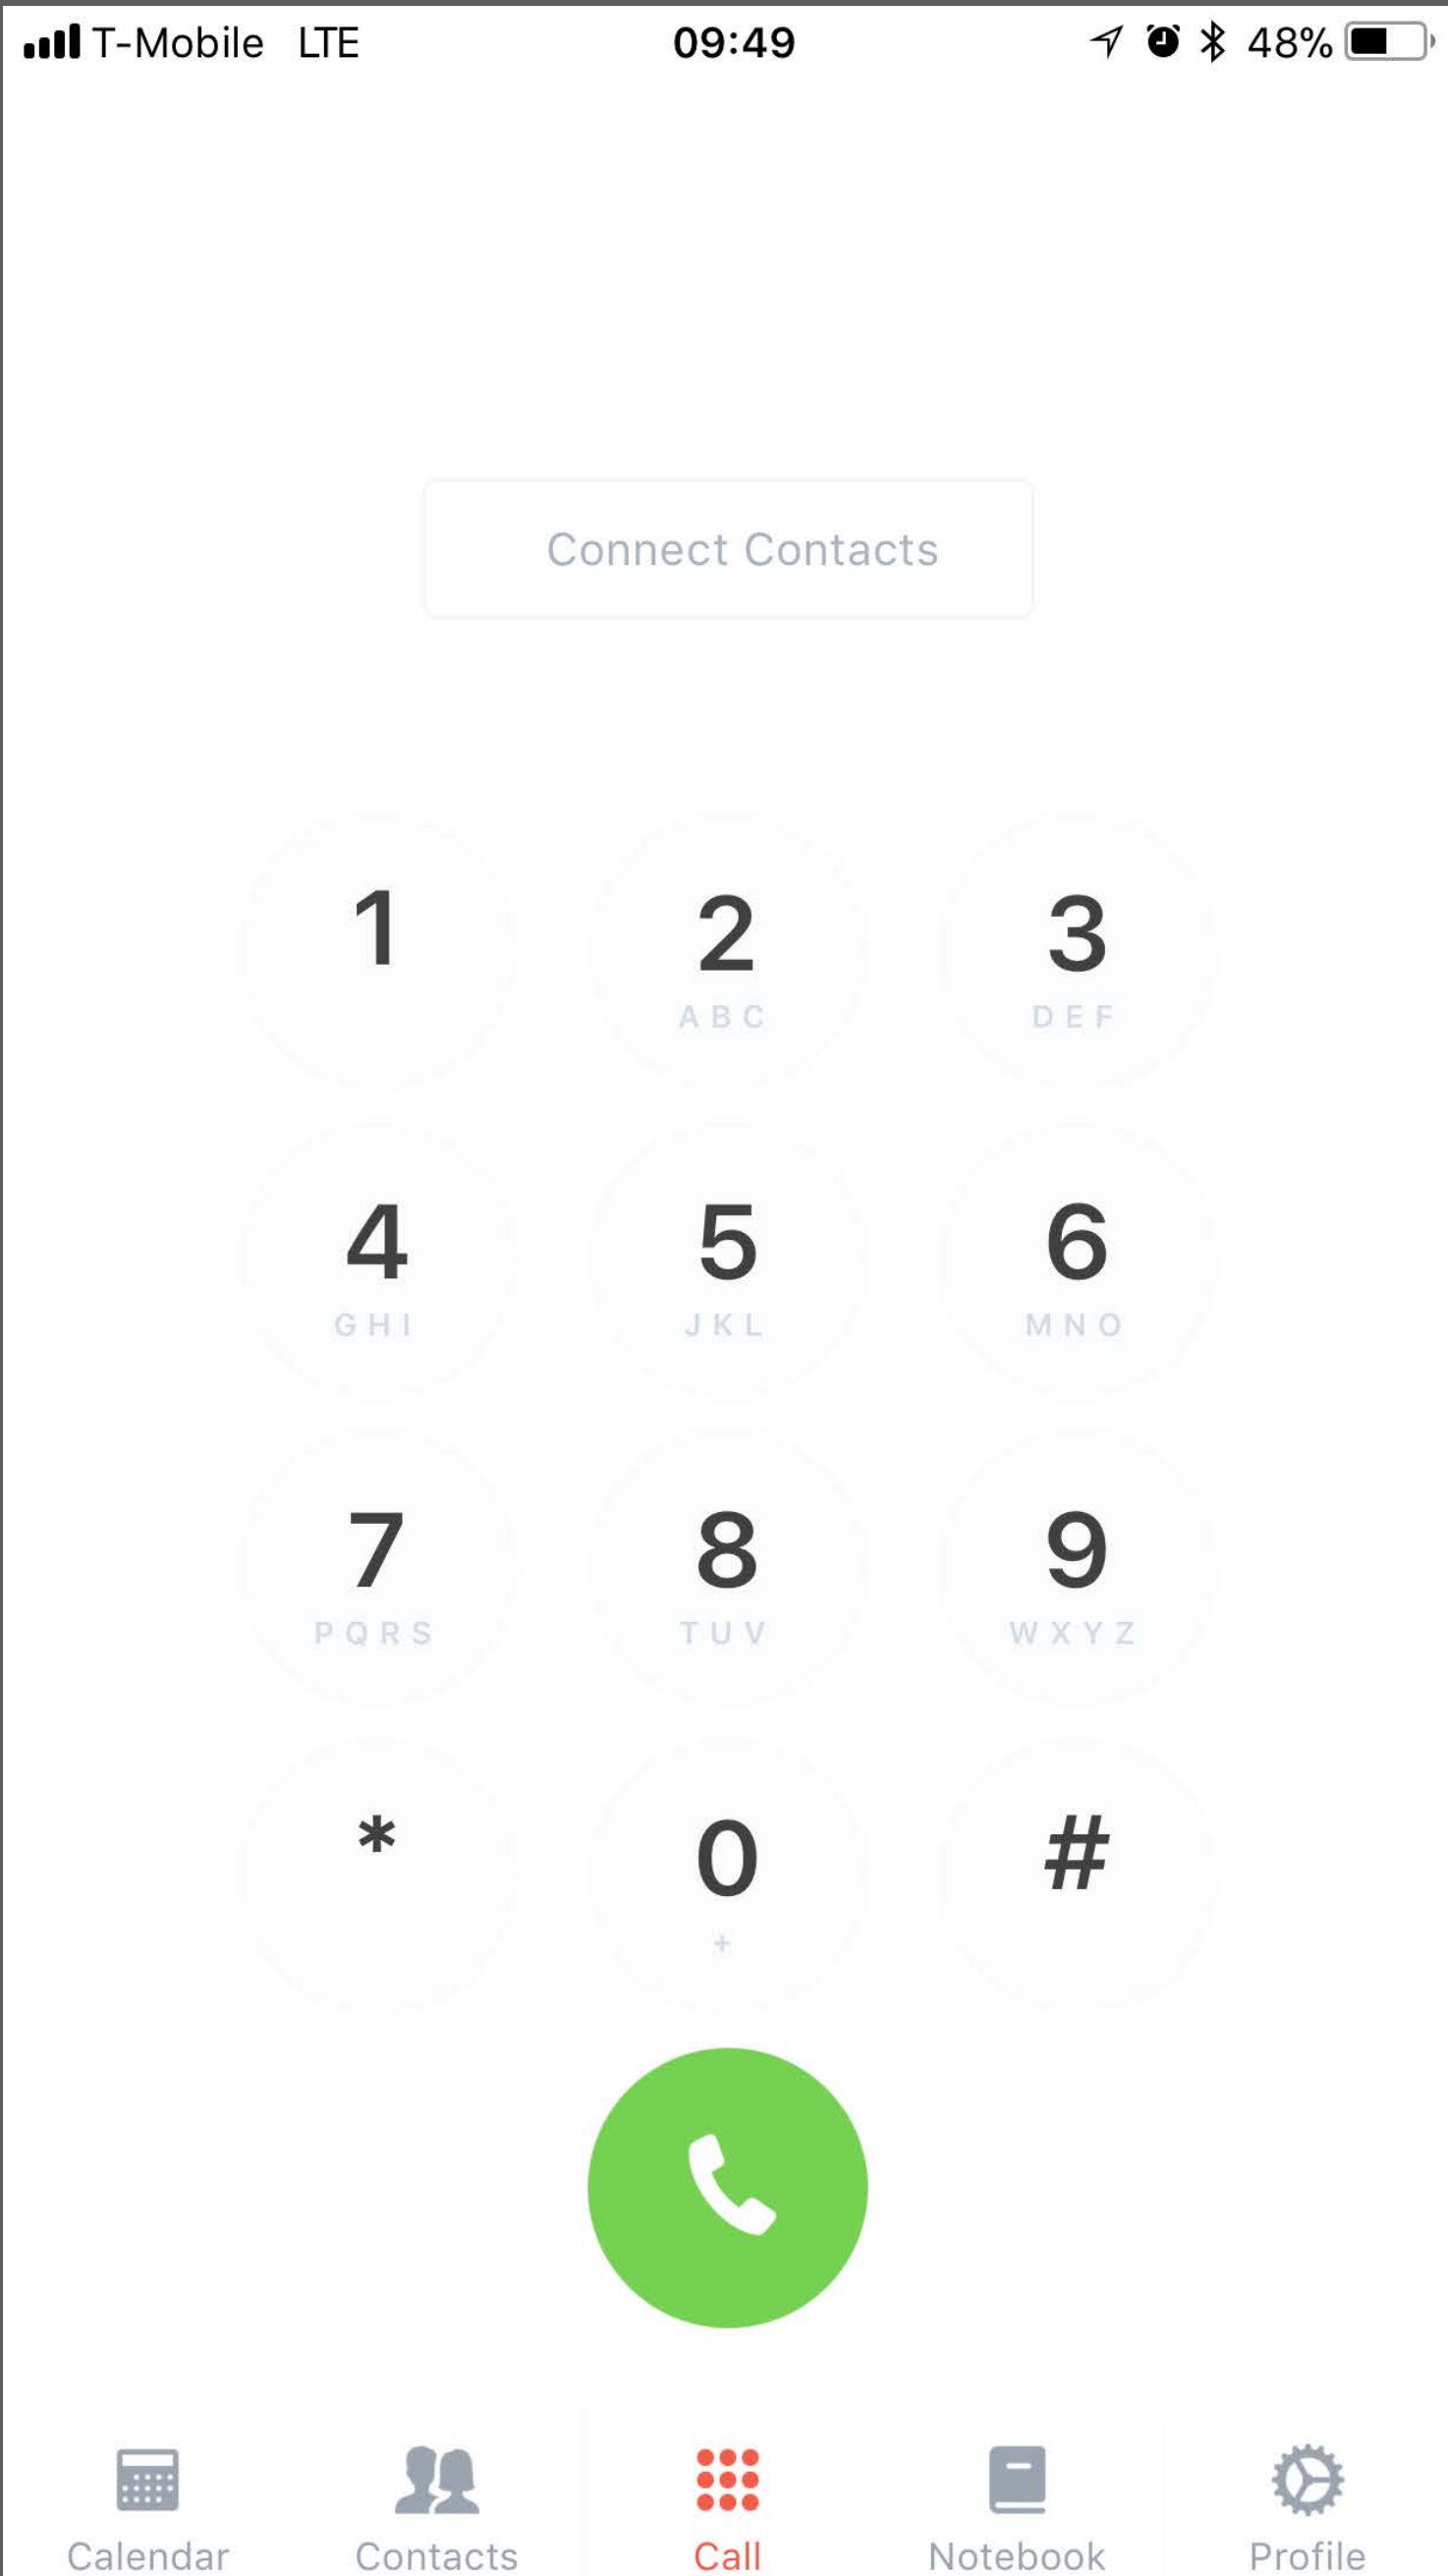 T-Mobile LTE 09:49 48%
Connect Contacts
1 2 3
ABC DEF
4 5 6
GHI JKL MNO
7 8 9
PQRS TUV WXYZ
* 0 #
+
Calendar Contacts Call Notebook Profile